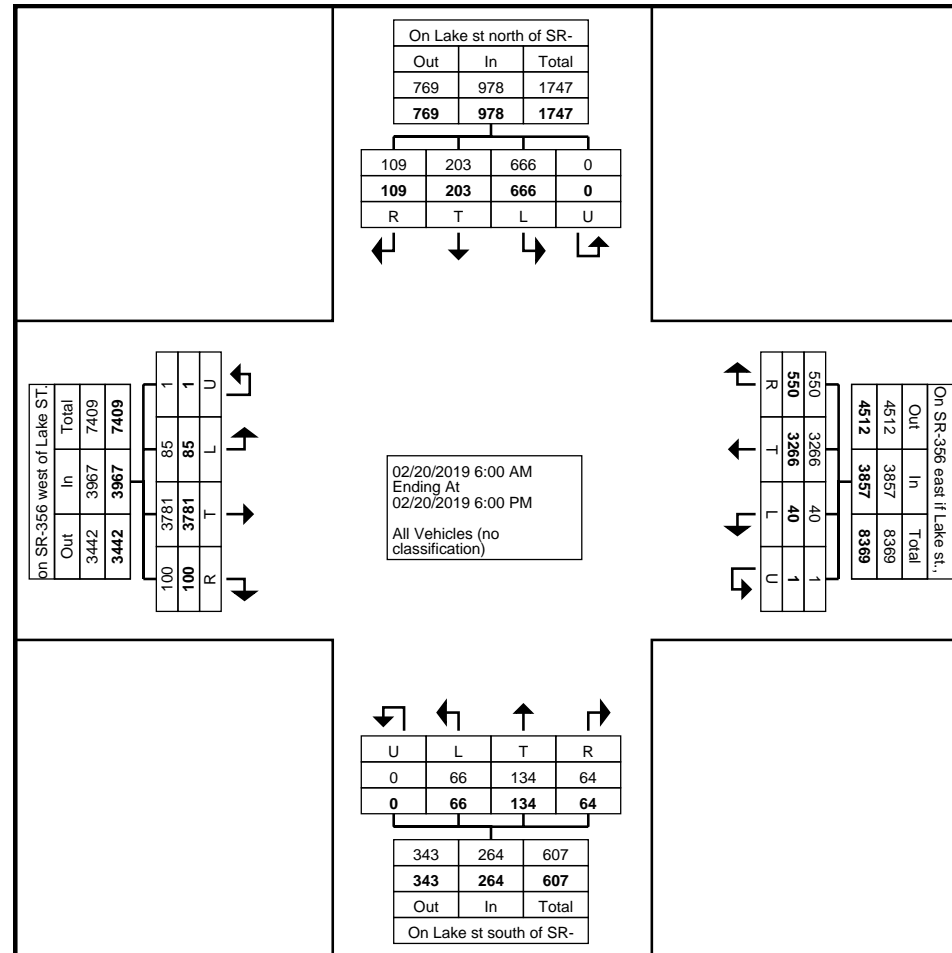 On Lake st north of SR-
Out In Total
769 978 1747
769 978 1747
109 203 666 0
109 203 666 0
R T L U
on SR-356 west of Lake ST.
Out In Total
3442 3967 7409
3442 3967 7409
100 3781 85 1
100 3781 85 1
R T L U
02/20/2019 6:00 AM
Ending At
02/20/2019 6:00 PM
All Vehicles (no
classification)
On SR-356 east if Lake st.,
Out In Total
4512 3857 8369
4512 3857 8369
550 3266 40 1
550 3266 40 1
R T L U
U L T R
0 66 134 64
0 66 134 64
343 264 607
343 264 607
Out In Total
On Lake st south of SR-